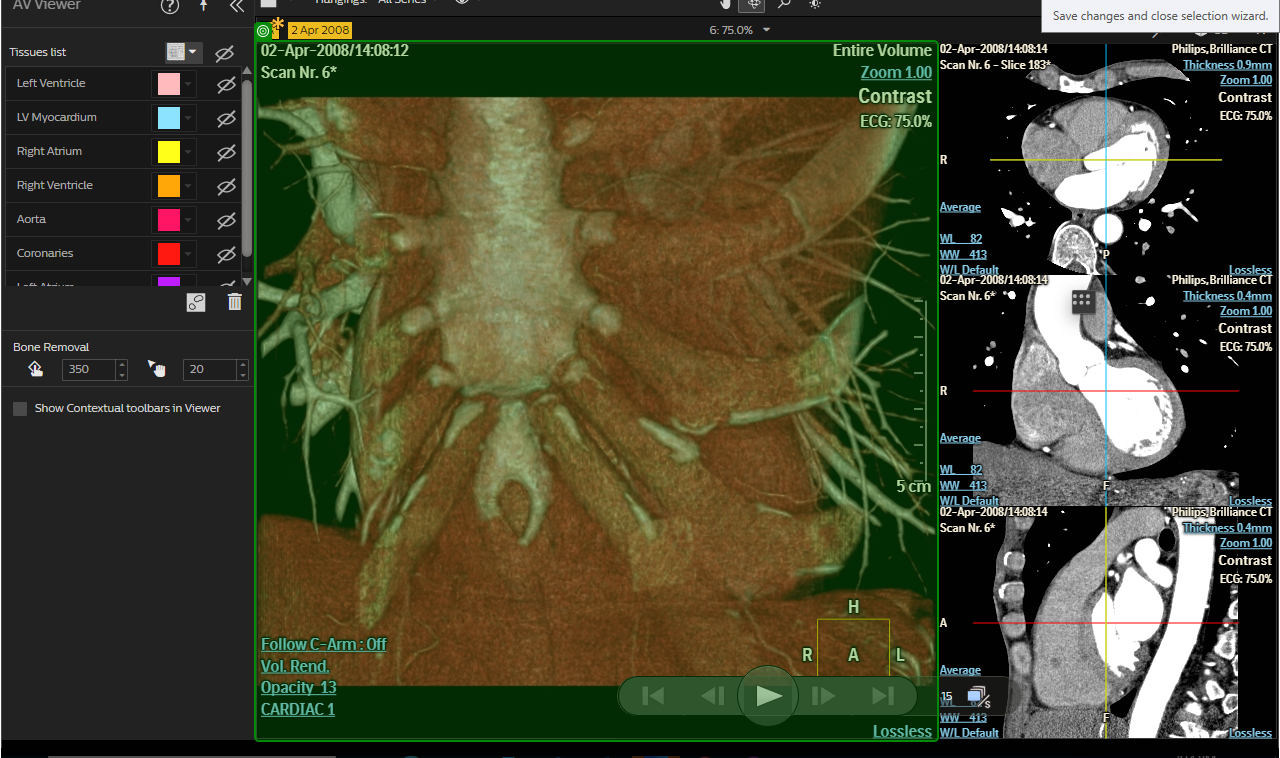 AV Viewer
Hangings: All Series
Save changes and close selection wizard.
2 Apr 2008
6: 75.0%
Tissues list
Left Ventricle
LV Myocardium
Right Atrium
Right Ventricle
Aorta
Coronaries
Left Atrium
Bone Removal
350
20
Show Contextual toolbars in Viewer
02-Apr-2008/14:08:12
Scan Nr. 6*
Entire Volume
Zoom 1.00
Contrast
ECG: 75.0%
5 cm
H
R A L
Follow C-Arm : Off
Vol. Rend.
Opacity 13
CARDIAC 1
Lossless
15
S
02-Apr-2008/14:08:14
Scan Nr. 6 - Slice 183*
Philips,Brilliance CT
Thickness 0.9mm
Zoom 1.00
Contrast
ECG: 75.0%
R
Average
WL 82
WW 413
W/L Default
P
Lossless
02-Apr-2008/14:08:14
Scan Nr. 6*
Philips,Brilliance CT
Thickness 0.4mm
Zoom 1.00
Contrast
ECG: 75.0%
R
Average
WL 82
WW 413
W/L Default
F
Lossless
02-Apr-2008/14:08:14
Scan Nr. 6*
Philips,Brilliance CT
Thickness 0.4mm
Zoom 1.00
Contrast
ECG: 75.0%
A
Average
WL
WW 413
W/L Default
F
Lossless